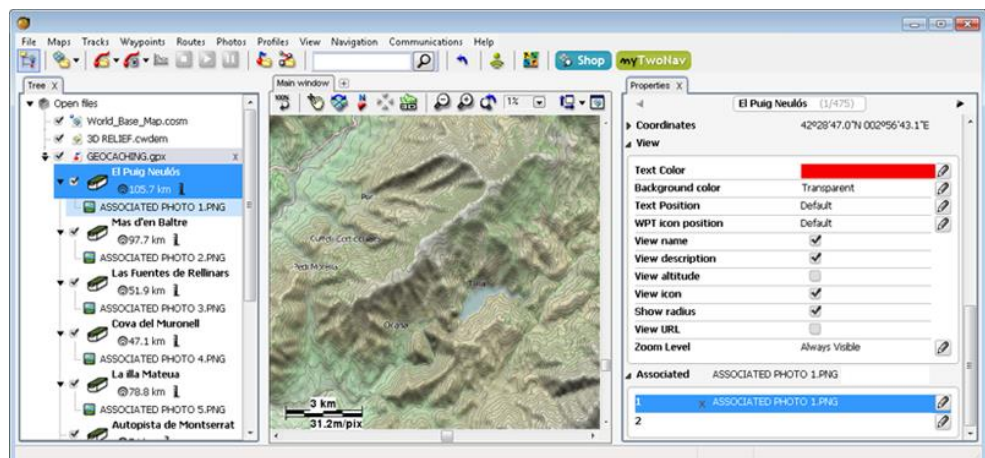 File Maps Tracks Waypoints Routes Photos Profiles View Navigation Communications Help
Shop
myTwoNav
Tree X
Open files
World_Base_Map.cosm
3D RELIEF.cwdem
GEOCACHING.gpx x
El Puig Neulós
105.7 km
ASSOCIATED PHOTO 1.PNG
Mas d'en Baltre
97.7 km
ASSOCIATED PHOTO 2.PNG
Las Fuentes de Rellinars
51.9 km
ASSOCIATED PHOTO 3.PNG
Cova del Muronell
47.1 km
ASSOCIATED PHOTO 4.PNG
La illa Mateua
78.8 km
ASSOCIATED PHOTO 5.PNG
Autopista de Montserrat
Main window
100%
1%
3 km
31.2m/pix
Properties X
El Puig Neulós (1/475)
Coordinates 42º28'47.0"N 002º56'43.1"E
View
Text Color
Background color Transparent
Text Position Default
WPT icon position Default
View name
View description
View altitude
View icon
Show radius
View URL
Zoom Level Always Visible
Associated ASSOCIATED PHOTO 1.PNG
1 x ASSOCIATED PHOTO 1.PNG
2